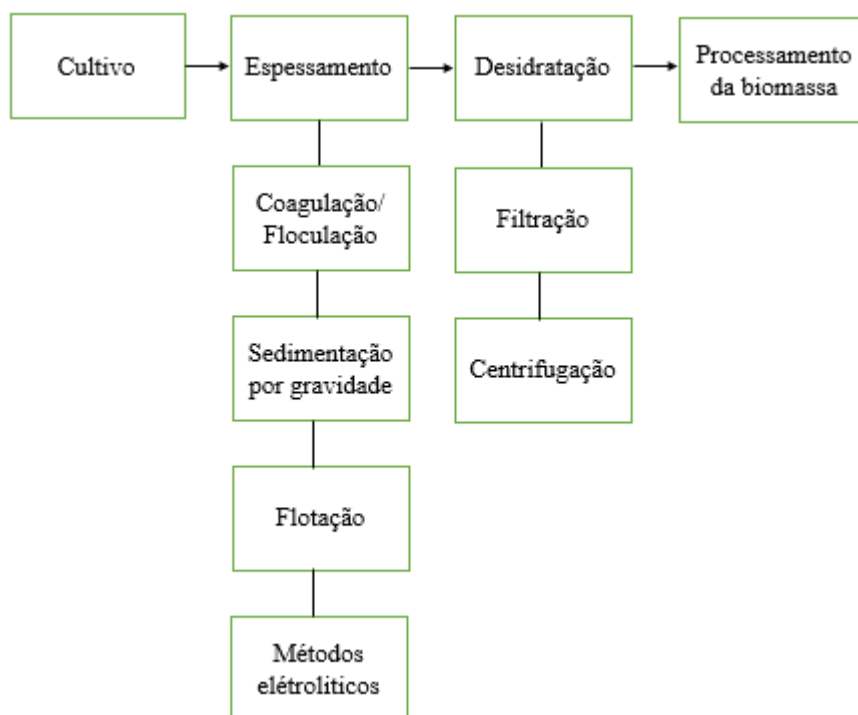 Cultivo
Espessamento
Desidratação
Processamento
da biomassa
Coagulação/
Floculação
Filtração
Sedimentação
por gravidade
Centrifugação
Flotação
Métodos
elétroliticos